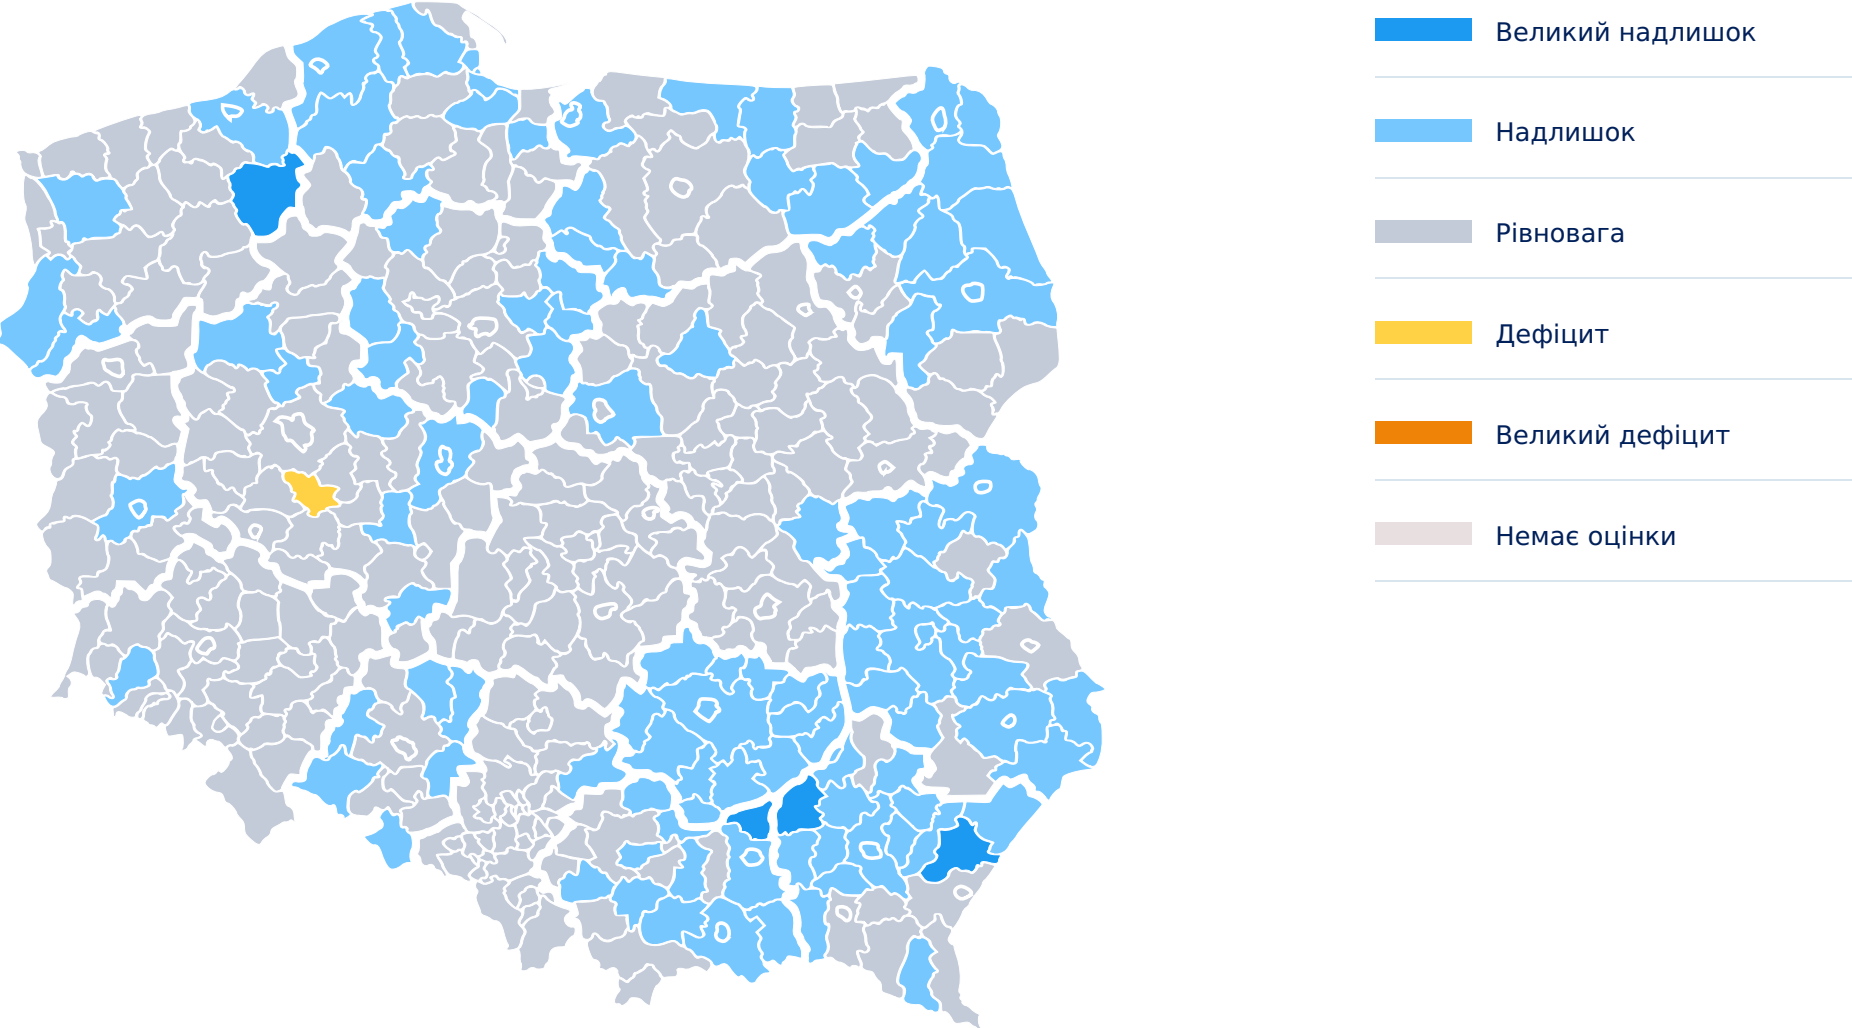 Великий надлишок
Надлишок
Рівновага
Дефіцит
Великий дефіцит
Немає оцінки